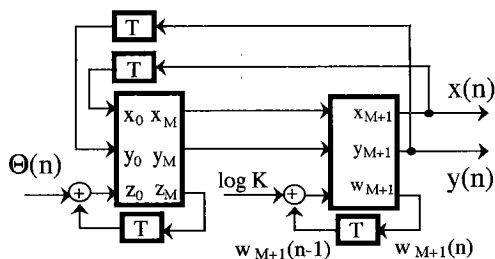 T
T
x(n)
x₀ x_M
x_{M+1}
y₀ y_M
y_{M+1}
y(n)
Θ(n)
+
z₀ z_M
log K
+
w_{M+1}
T
T
w_{M+1}(n-1)
w_{M+1}(n)